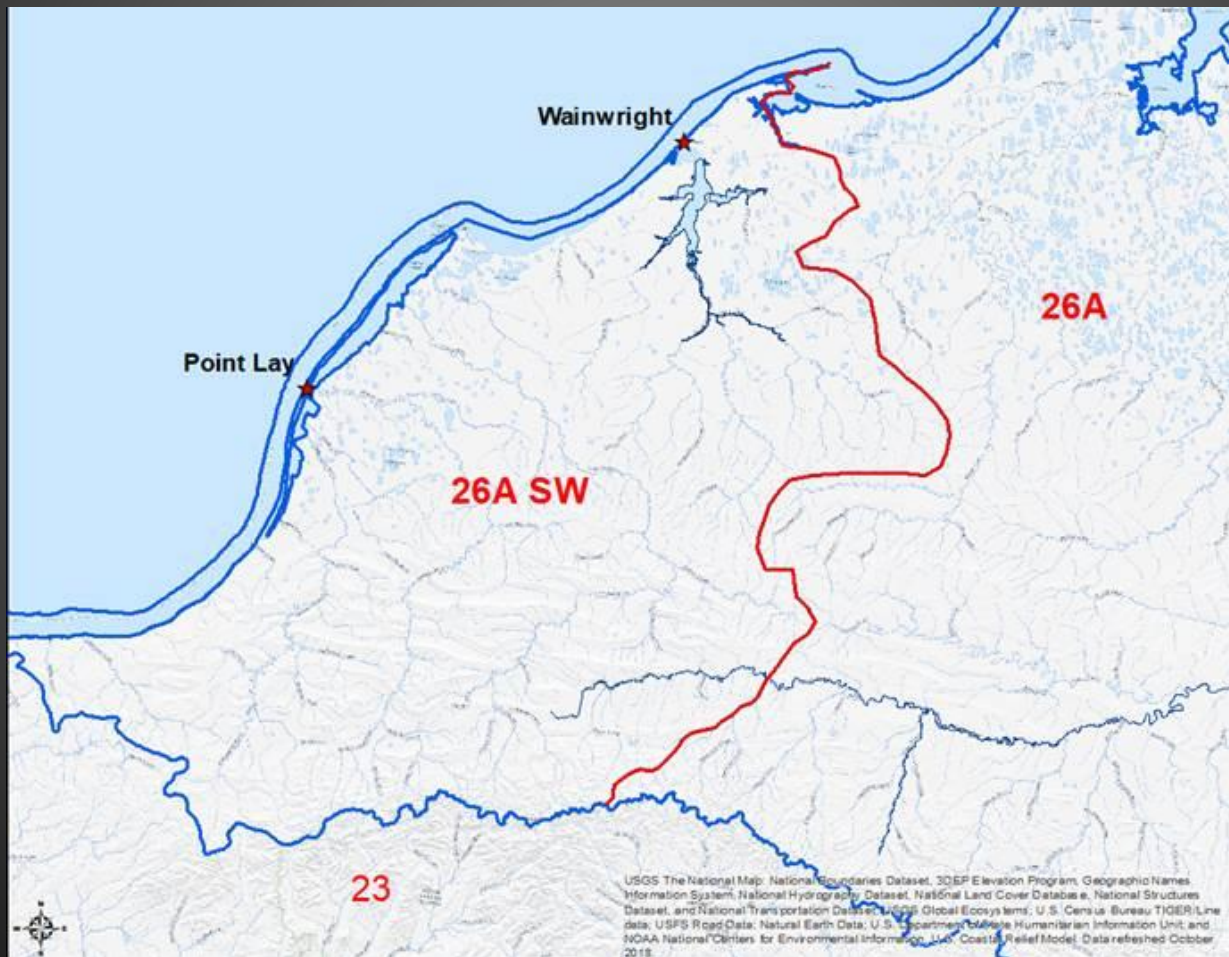 Wainwright
26A
Point Lay
26A SW
23
USGS The National Map: National Boundaries Dataset, 3DEP Elevation Program, Geographic Names
Information System, National Hydrography Dataset, National Land Cover Database, National Structures
Dataset, and National Transportation Dataset; USGS Global Ecosystems; U.S. Census Bureau TIGER/Line
data; USFS Road Data; Natural Earth Data; U.S. Department of State Humanitarian Information Unit; and
NOAA National Centers for Environmental Information, U.S. Coastal Relief Model. Data refreshed October,
2018.